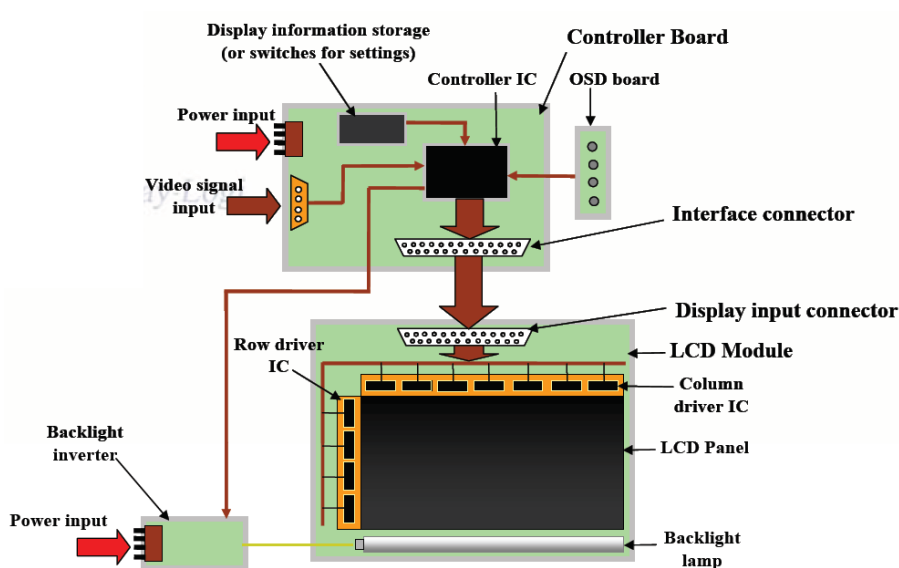 Display information storage
(or switches for settings)
Controller Board
Controller IC
OSD board
Power input
Video signal
input
Interface connector
Display input connector
Row driver
IC
LCD Module
Column
driver IC
Backlight
inverter
LCD Panel
Power input
Backlight
lamp